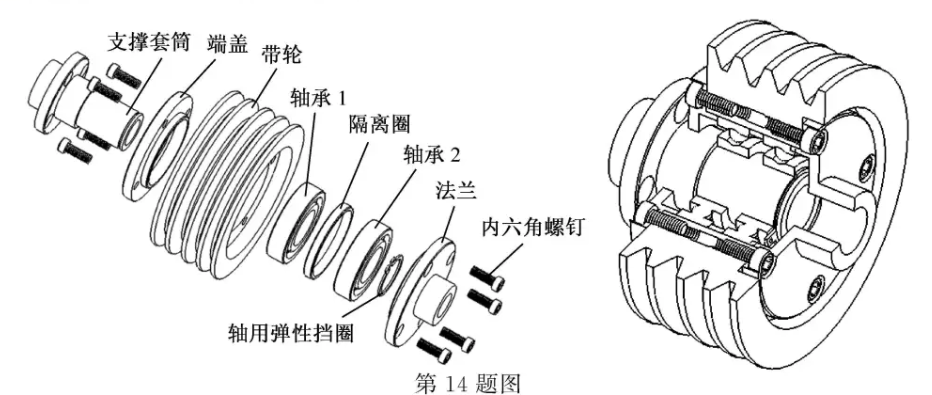 支撑套筒
端盖
带轮
轴承 1
隔离圈
轴承 2
法兰
内六角螺钉
轴用弹性挡圈
第 14 题图